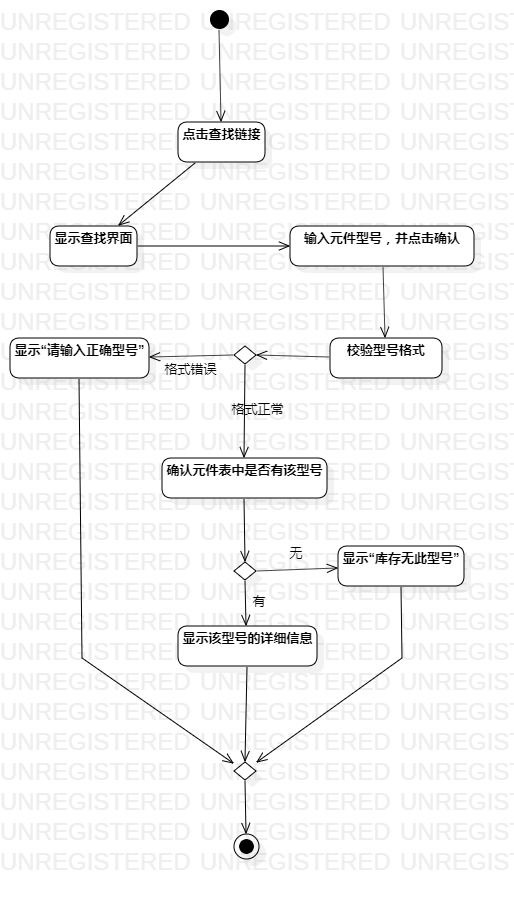 点击查找链接
显示查找界面
输入元件型号，并点击确认
显示“请输入正确型号”
校验型号格式
格式错误
格式正常
确认元件表中是否有该型号
无
显示“库存无此型号”
有
显示该型号的详细信息
UNREGISTERED